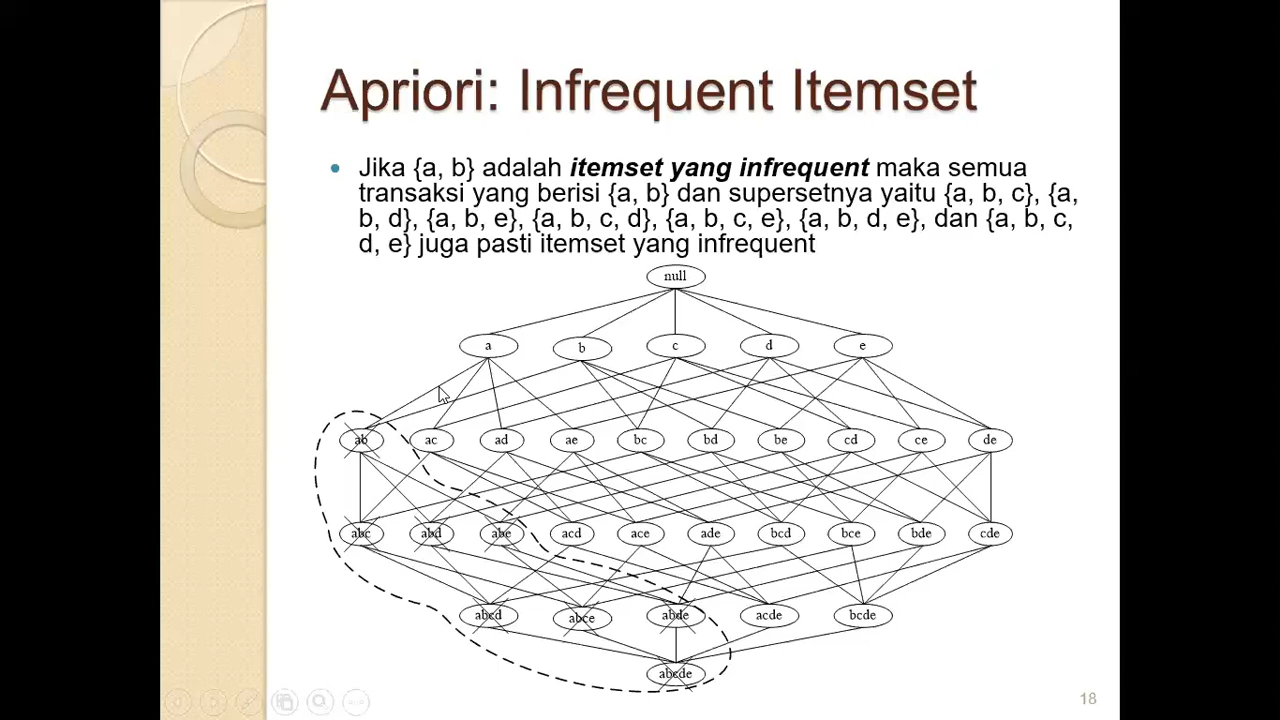 Apriori: Infrequent Itemset
• Jika {a, b} adalah itemset yang infrequent maka semua
transaksi yang berisi {a, b} dan supersetnya yaitu {a, b, c}, {a,
b, d}, {a, b, e}, {a, b, c, d}, {a, b, c, e}, {a, b, d, e}, dan {a, b, c,
d, e} juga pasti itemset yang infrequent
null
a b c d e
ab ac ad ae bc bd be cd ce de
abc abd abe acd ace ade bcd bce bde cde
abcd abce abde acde bcde
abcde
18